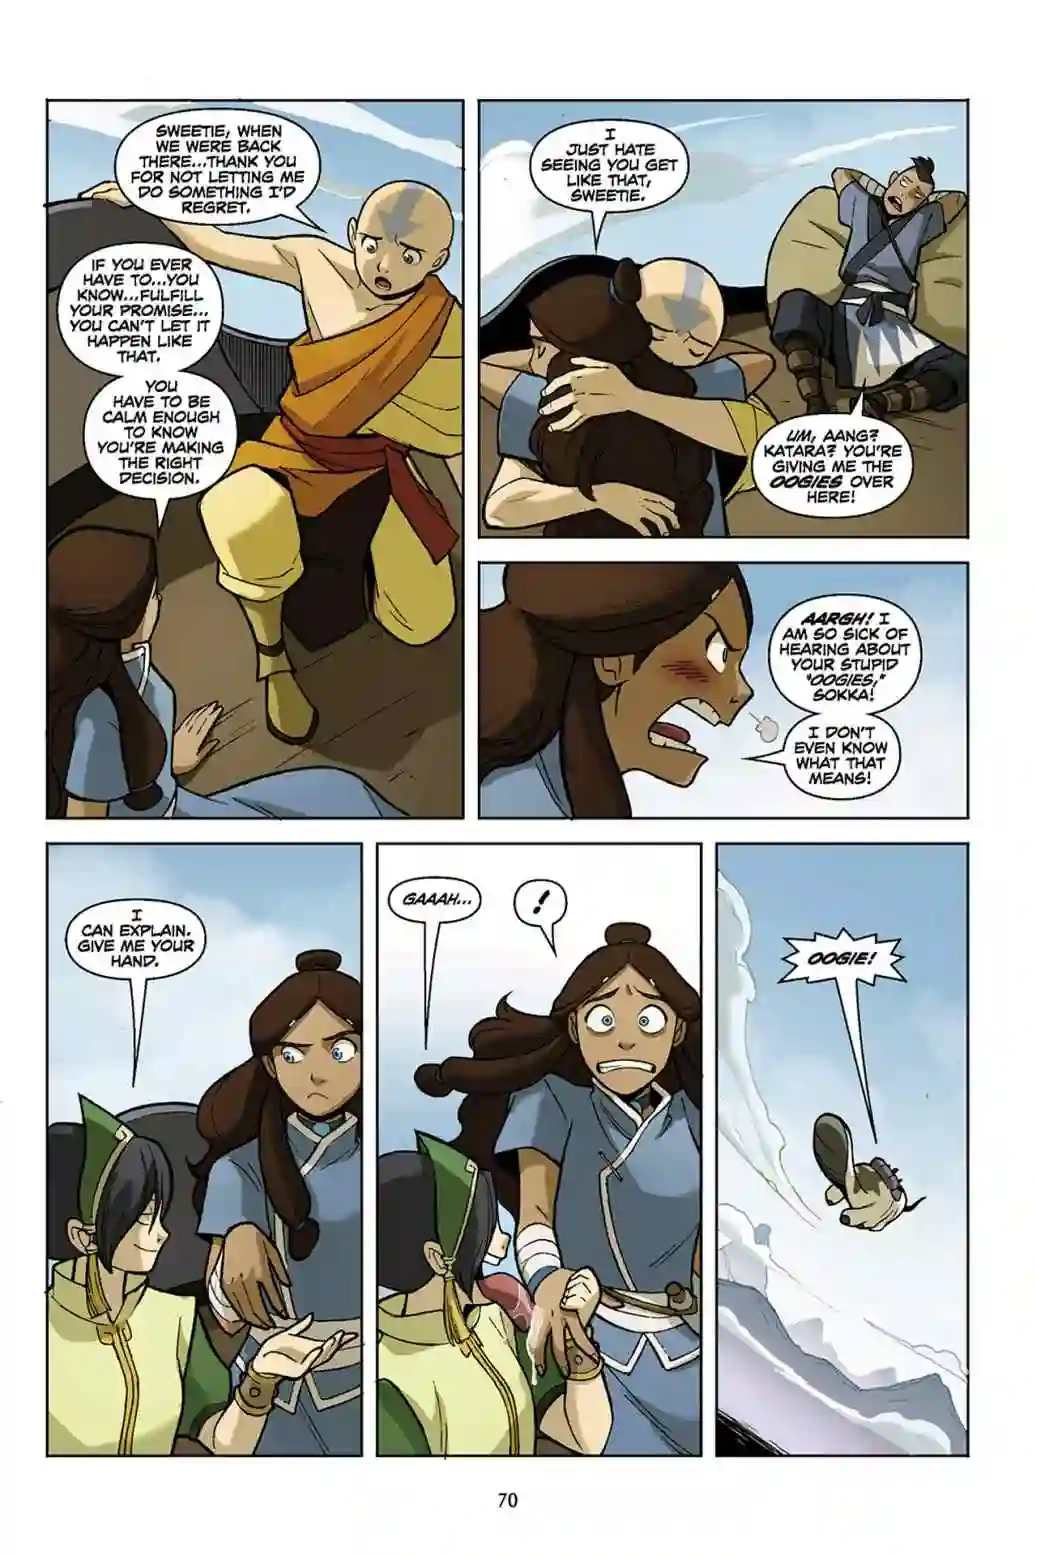 SWEETIE, WHEN
WE WERE BACK
THERE...THANK YOU
FOR NOT LETTING ME
DO SOMETHING I'D
REGRET.
IF YOU EVER
HAVE TO...YOU
KNOW...FULFILL
YOUR PROMISE...
YOU CAN'T LET IT
HAPPEN LIKE
THAT.
YOU
HAVE TO BE
CALM ENOUGH
TO KNOW
YOU'RE MAKING
THE RIGHT
DECISION.
I
JUST HATE
SEEING YOU GET
LIKE THAT,
SWEETIE.
UM, AANG?
KATARA? YOU'RE
GIVING ME THE
OOGIES OVER
HERE!
AARGH! I
AM SO SICK OF
HEARING ABOUT
YOUR STUPID
"OOGIES,"
SOKKA!
I DON'T
EVEN KNOW
WHAT THAT
MEANS!
I
CAN EXPLAIN.
GIVE ME YOUR
HAND.
GAAAH...
!
OOGIE!
70